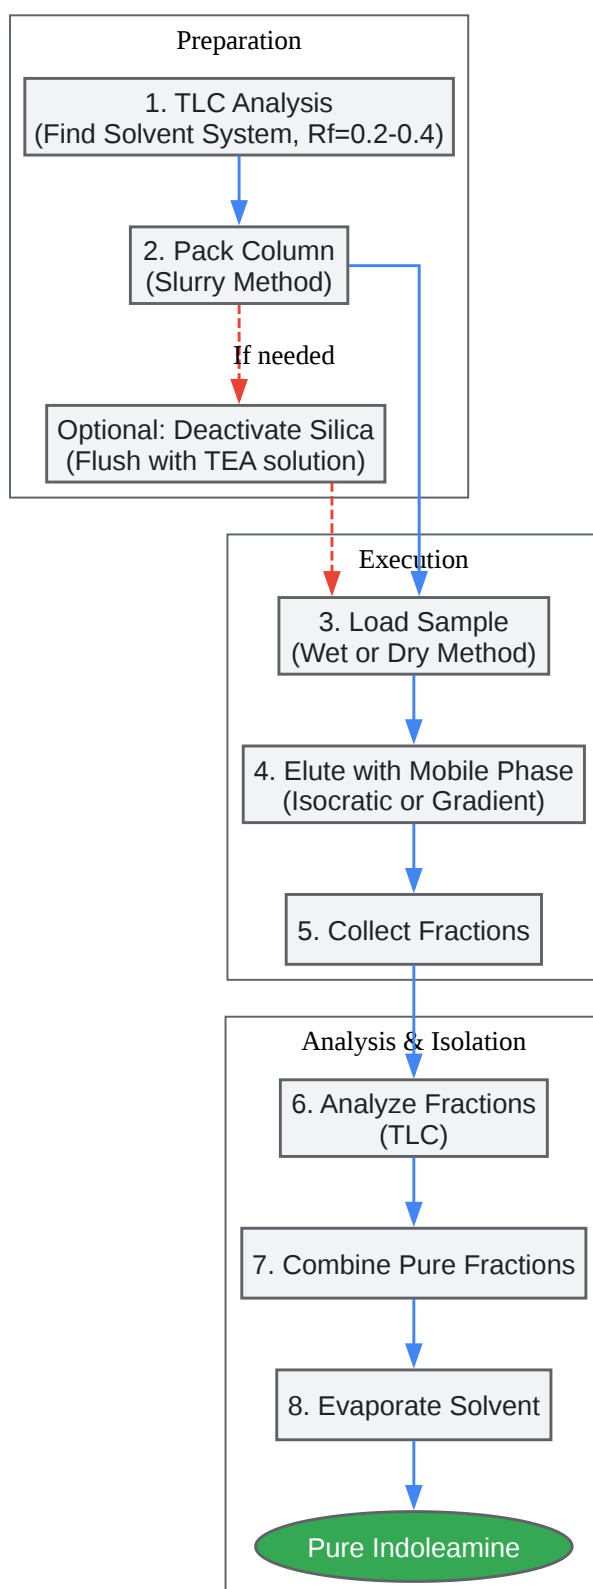 Preparation
1. TLC Analysis
(Find Solvent System, Rf=0.2-0.4)
2. Pack Column
(Slurry Method)
If needed
Optional: Deactivate Silica
(Flush with TEA solution)
Execution
3. Load Sample
(Wet or Dry Method)
4. Elute with Mobile Phase
(Isocratic or Gradient)
5. Collect Fractions
Analysis & Isolation
6. Analyze Fractions
(TLC)
7. Combine Pure Fractions
8. Evaporate Solvent
Pure Indoleamine